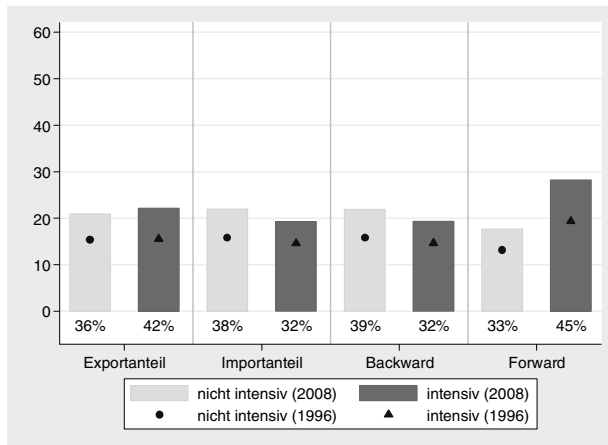 60
50
40
30
20
10
0
36% 42% 38% 32% 39% 32% 33% 45%
Exportanteil Importanteil Backward Forward
nicht intensiv (2008) intensiv (2008)
nicht intensiv (1996) intensiv (1996)